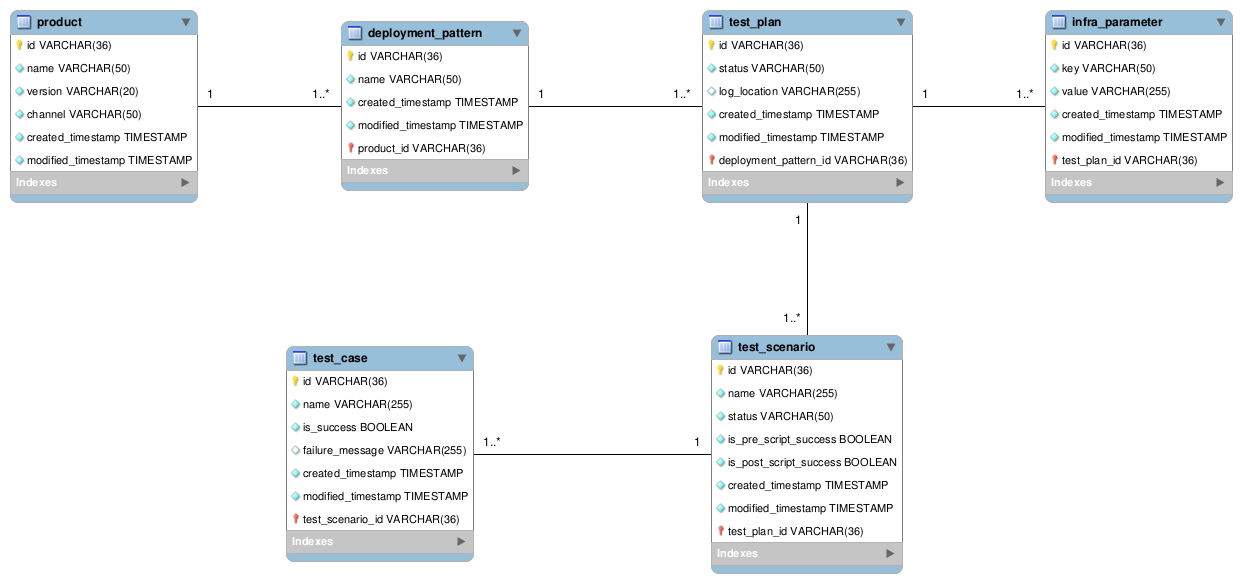 product
id VARCHAR(36)
name VARCHAR(50)
version VARCHAR(20)
channel VARCHAR(50)
created_timestamp TIMESTAMP
modified_timestamp TIMESTAMP
Indexes
1
1..*
deployment_pattern
id VARCHAR(36)
name VARCHAR(50)
created_timestamp TIMESTAMP
modified_timestamp TIMESTAMP
product_id VARCHAR(36)
Indexes
1
1..*
test_plan
id VARCHAR(36)
status VARCHAR(50)
log_location VARCHAR(255)
created_timestamp TIMESTAMP
modified_timestamp TIMESTAMP
deployment_pattern_id VARCHAR(36)
Indexes
1
1..*
infra_parameter
id VARCHAR(36)
key VARCHAR(50)
value VARCHAR(255)
created_timestamp TIMESTAMP
modified_timestamp TIMESTAMP
test_plan_id VARCHAR(36)
Indexes
1
1..*
test_case
id VARCHAR(36)
name VARCHAR(255)
is_success BOOLEAN
failure_message VARCHAR(255)
created_timestamp TIMESTAMP
modified_timestamp TIMESTAMP
test_scenario_id VARCHAR(36)
Indexes
1..*
1
test_scenario
id VARCHAR(36)
name VARCHAR(255)
status VARCHAR(50)
is_pre_script_success BOOLEAN
is_post_script_success BOOLEAN
created_timestamp TIMESTAMP
modified_timestamp TIMESTAMP
test_plan_id VARCHAR(36)
Indexes